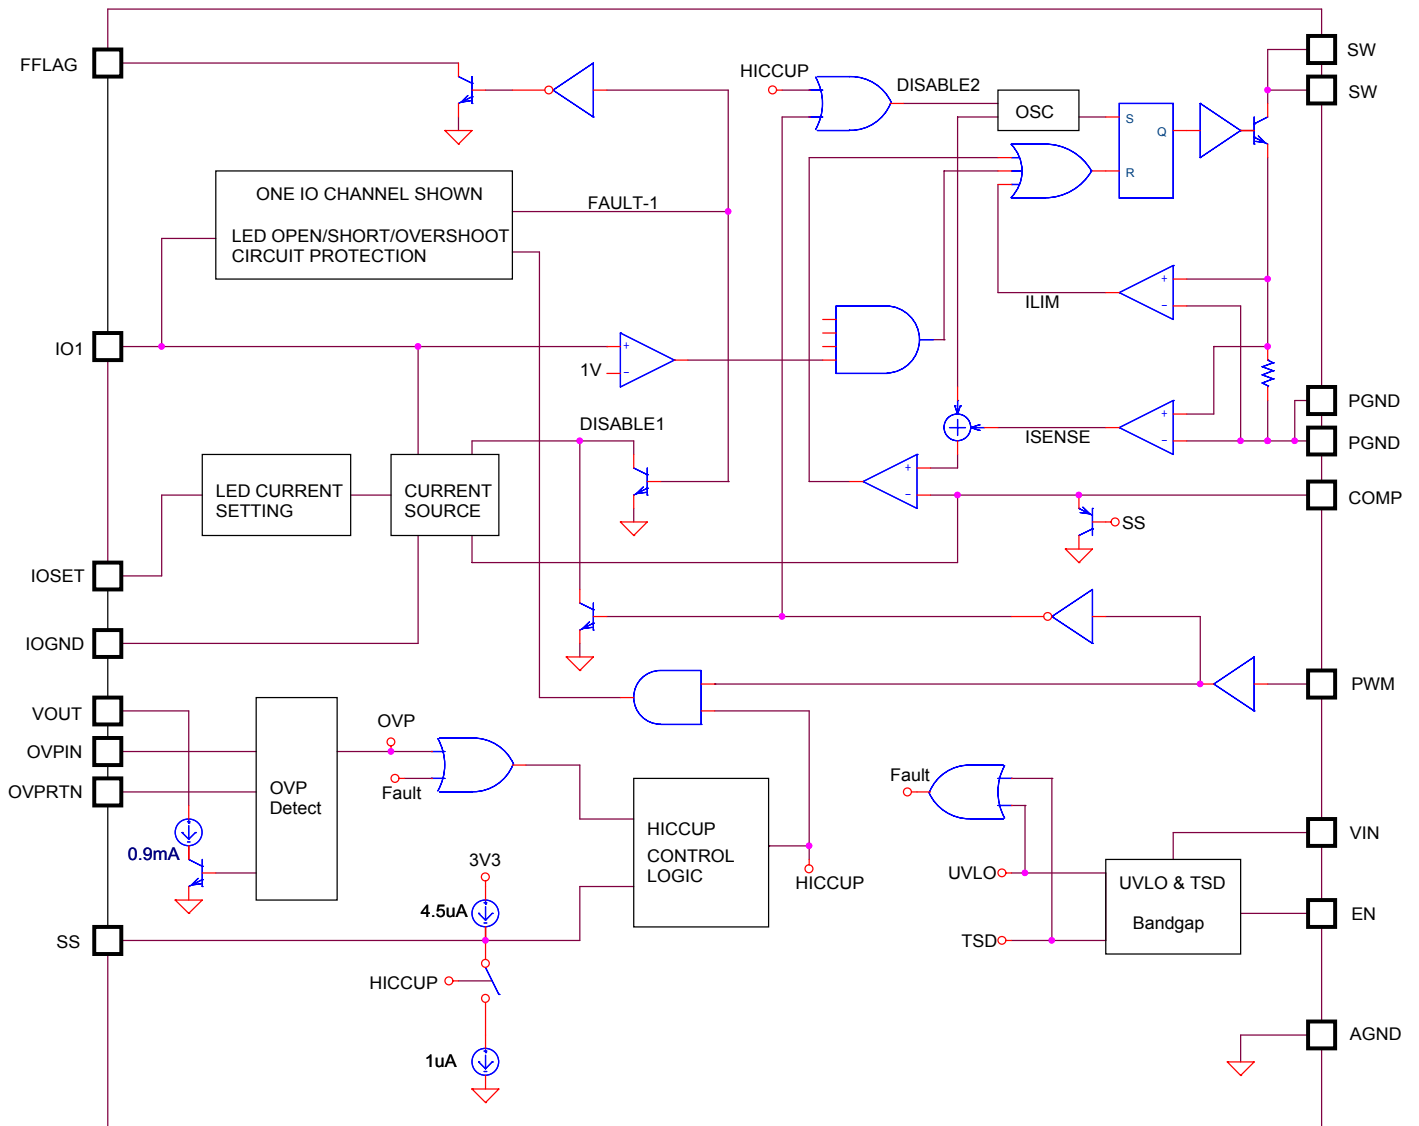 FFLAG
HICCUP
DISABLE2
SW
SW
OSC
S
Q
R
ONE IO CHANNEL SHOWN
LED OPEN/SHORT/OVERSHOOT
CIRCUIT PROTECTION
FAULT-1
+
ILIM
−
IO1
+
1V
−
PGND
PGND
DISABLE1
+
ISENSE
−
LED CURRENT
SETTING
CURRENT
SOURCE
+
−
COMP
SS
IOSET
IOGND
VOUT
OVPIN
OVPRTN
OVP
Detect
OVP
Fault
PWM
0.9mA
HICCUP
CONTROL
LOGIC
HICCUP
Fault
UVLO
TSD
UVLO & TSD
Bandgap
VIN
EN
3V3
4.5uA
SS
HICCUP
1uA
AGND